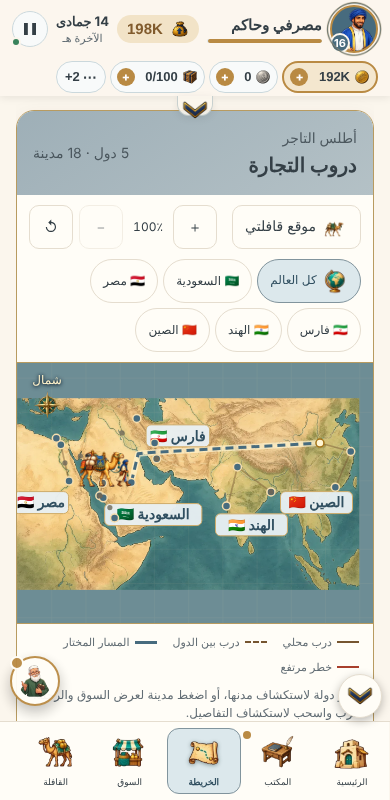 مصرفي وحاكم
16
198K
14 جمادى
الآخرة هـ
192K
0
0/100
+2 ...
أطلس التاجر
دروب التجارة
5 دول · 18 مدينة
موقع قافلتي
+
100٪
−
كل العالم
السعودية
مصر
فارس
الهند
الصين
شمال
فارس
مصر
السعودية
الهند
الصين
درب محلي
درب بين الدول
المسار المختار
خطر مرتفع
دولة لاستكشاف مدنها، أو اضغط مدينة لعرض السوق
واسحب لاستكشاف التفاصيل.
الرئيسية
المكتب
الخريطة
السوق
القافلة